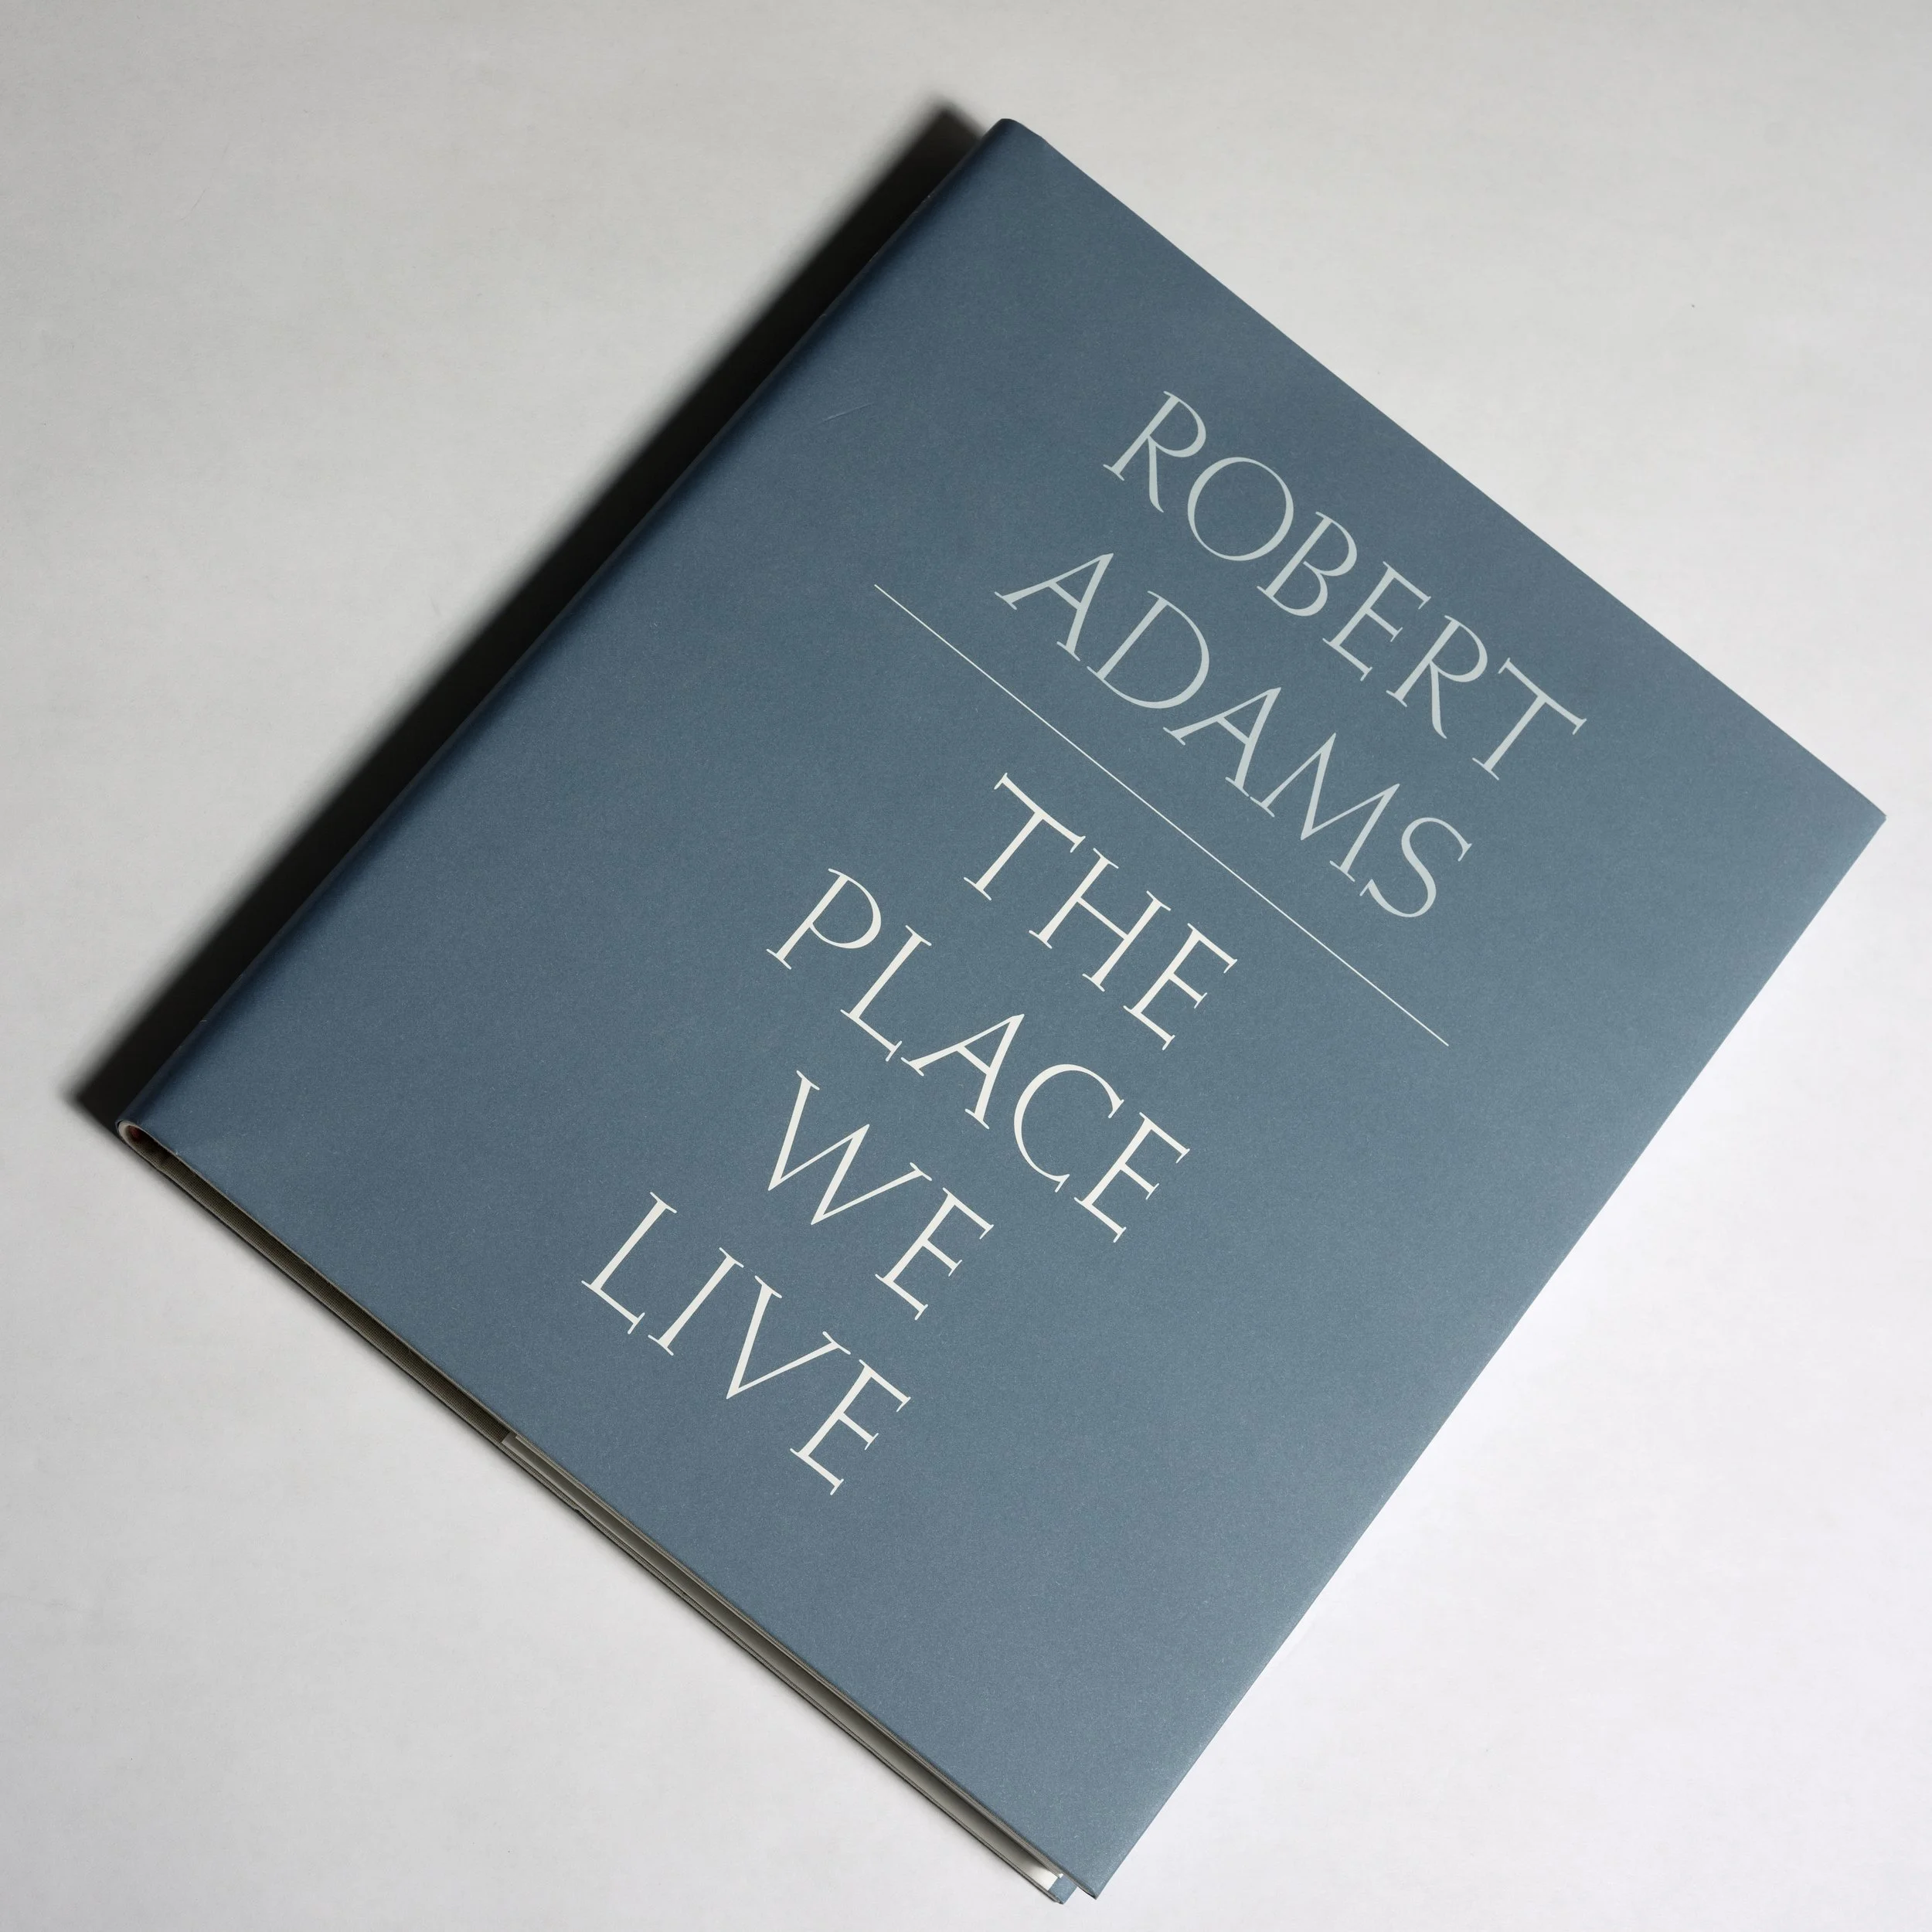 ROBERT
ADAMS
THE
PLACE
WE
LIVE